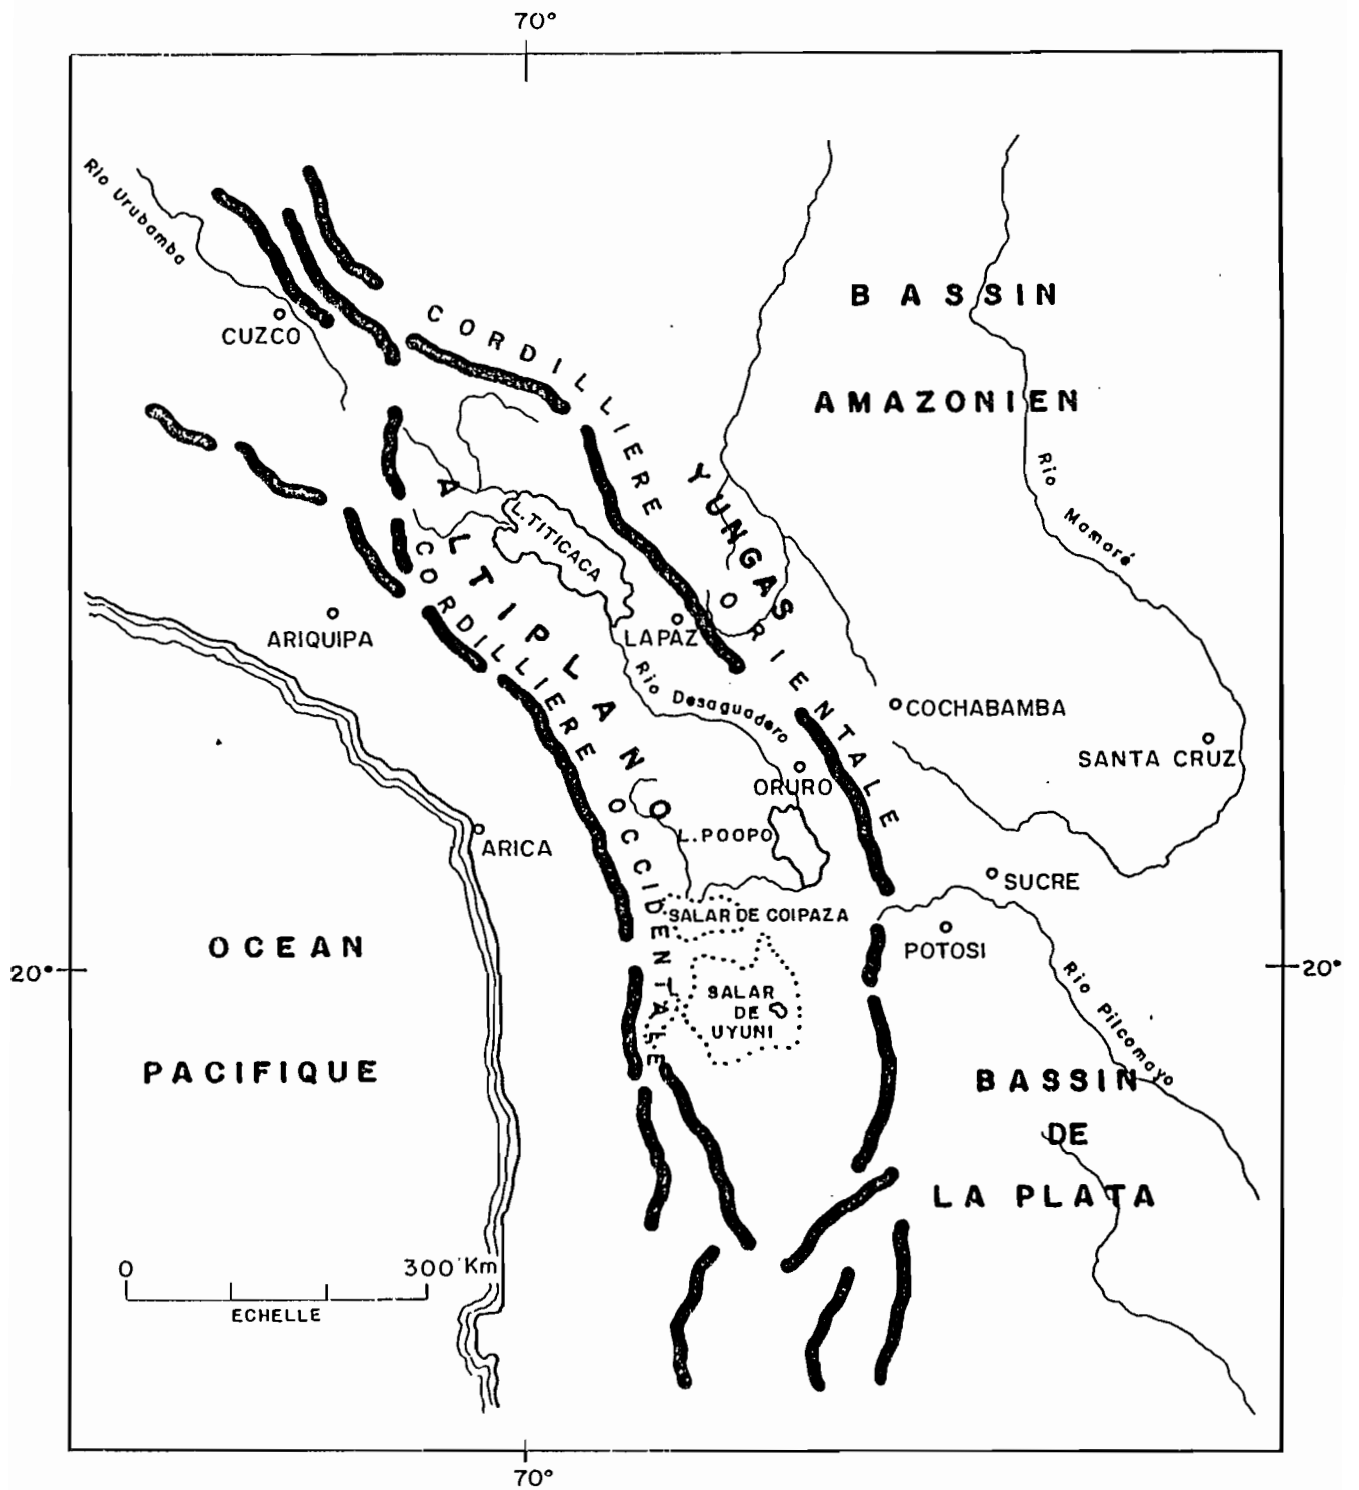 70°
Rio Urubamba
CUZCO
CORDILLIERE ORIENTALE
BASSIN
AMAZONIEN
YUNGAS
Rio Mamoré
ALTIPLANO
L. TITICACA
CORDILLIERE OCCIDENTALE
ARIQUIPA
LA PAZ
Rio Desaguadero
COCHABAMBA
SANTA CRUZ
ORURO
L. POOPO
ARICA
SUCRE
SALAR DE COIPAZA
POTOSI
OCEAN
PACIFIQUE
20°
20°
SALAR
DE
UYUNI
Rio Pilcomayo
BASSIN
DE
LA PLATA
0 300 Km
ECHELLE
70°